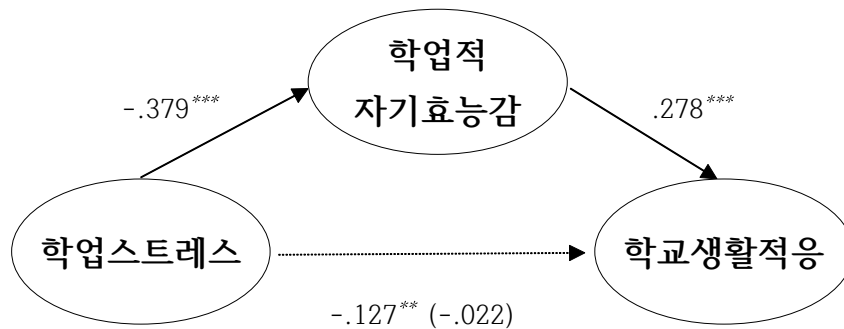 학업적
자기효능감
-.379***
.278***
학업스트레스
학교생활적응
-.127** (-.022)